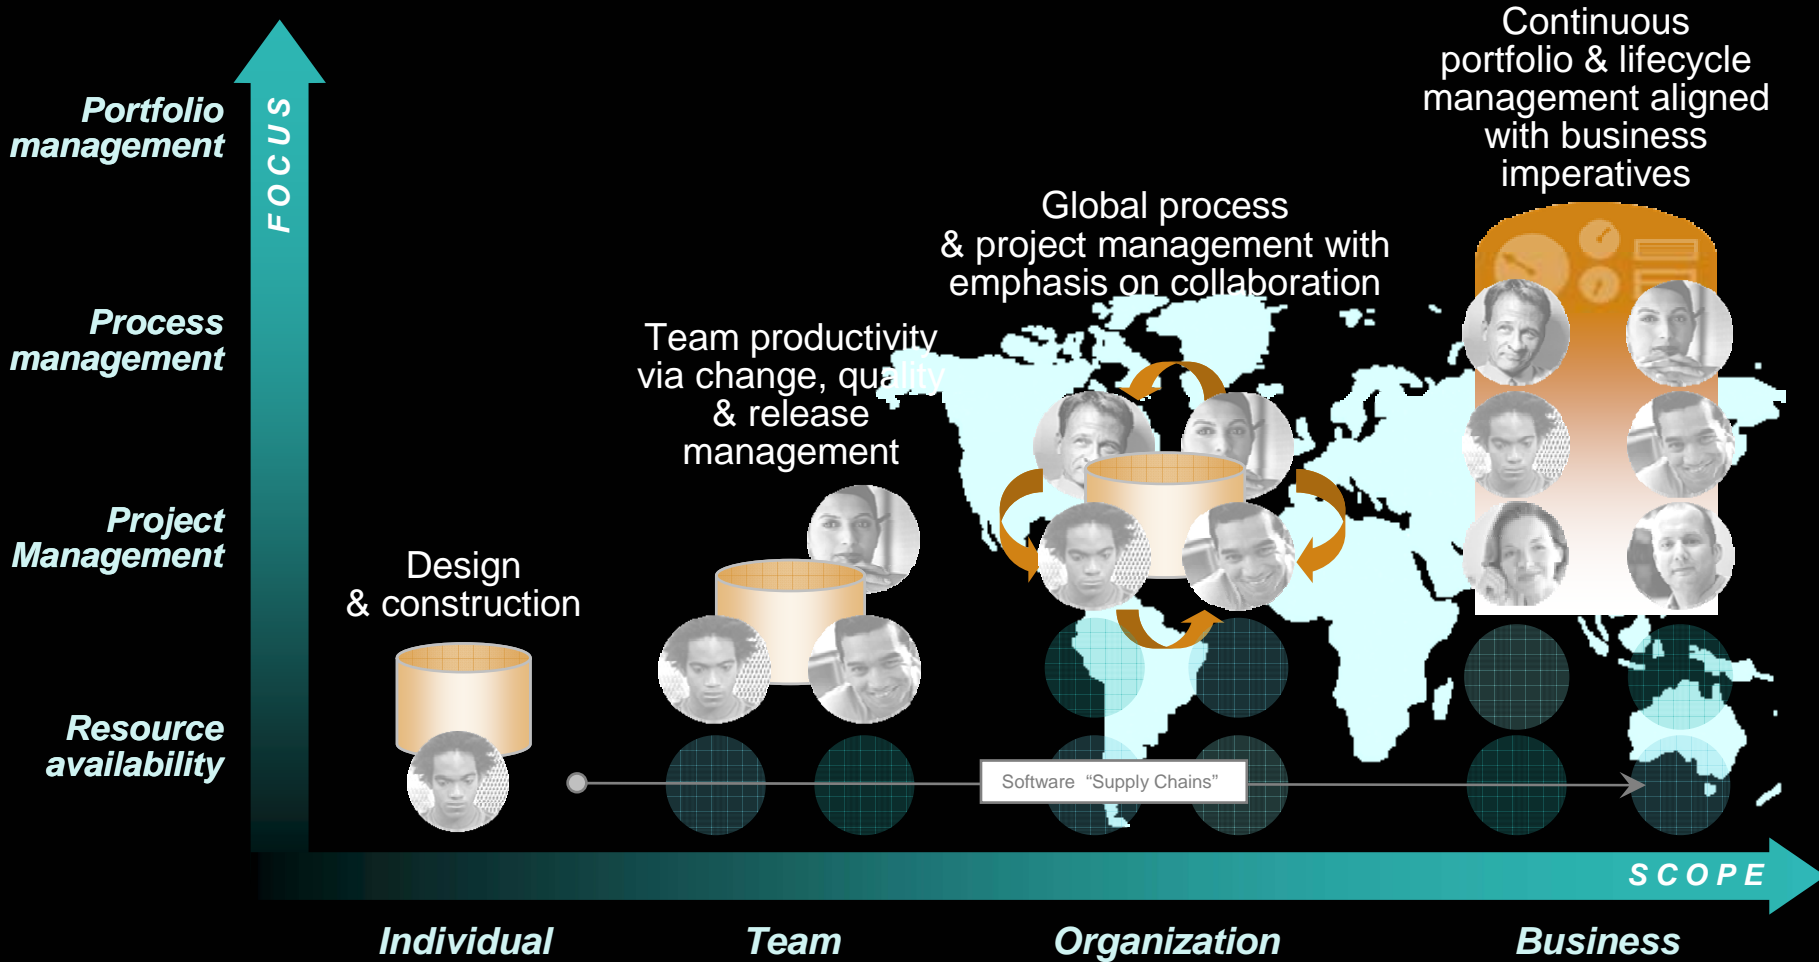 Continuous
portfolio & lifecycle
management aligned
with business
imperatives
Portfolio
management
FOCUS
Global process
& project management with
emphasis on collaboration
Process
management
Team productivity
via change, quality
& release
management
Project
Management
Design
& construction
Resource
availability
Software “Supply Chains”
SCOPE
Individual
Team
Organization
Business